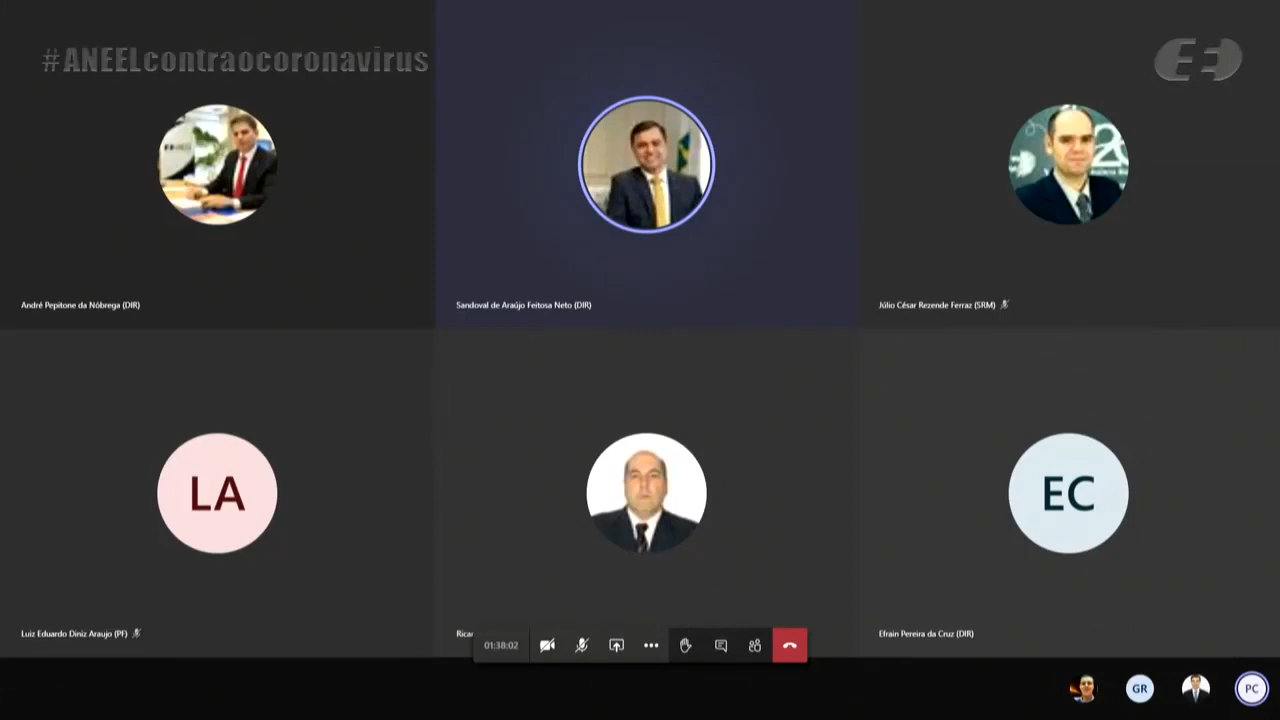 #ANEELcontraocoronavírus
André Pepitone da Nóbrega (DIR)
Sandoval de Araújo Feitosa Neto (DIR)
Júlio César Rezende Ferraz (SRM)
LA
EC
Luiz Eduardo Diniz Araujo (PF)
Efrain Pereira da Cruz (DIR)
01:38:02
GR
PC